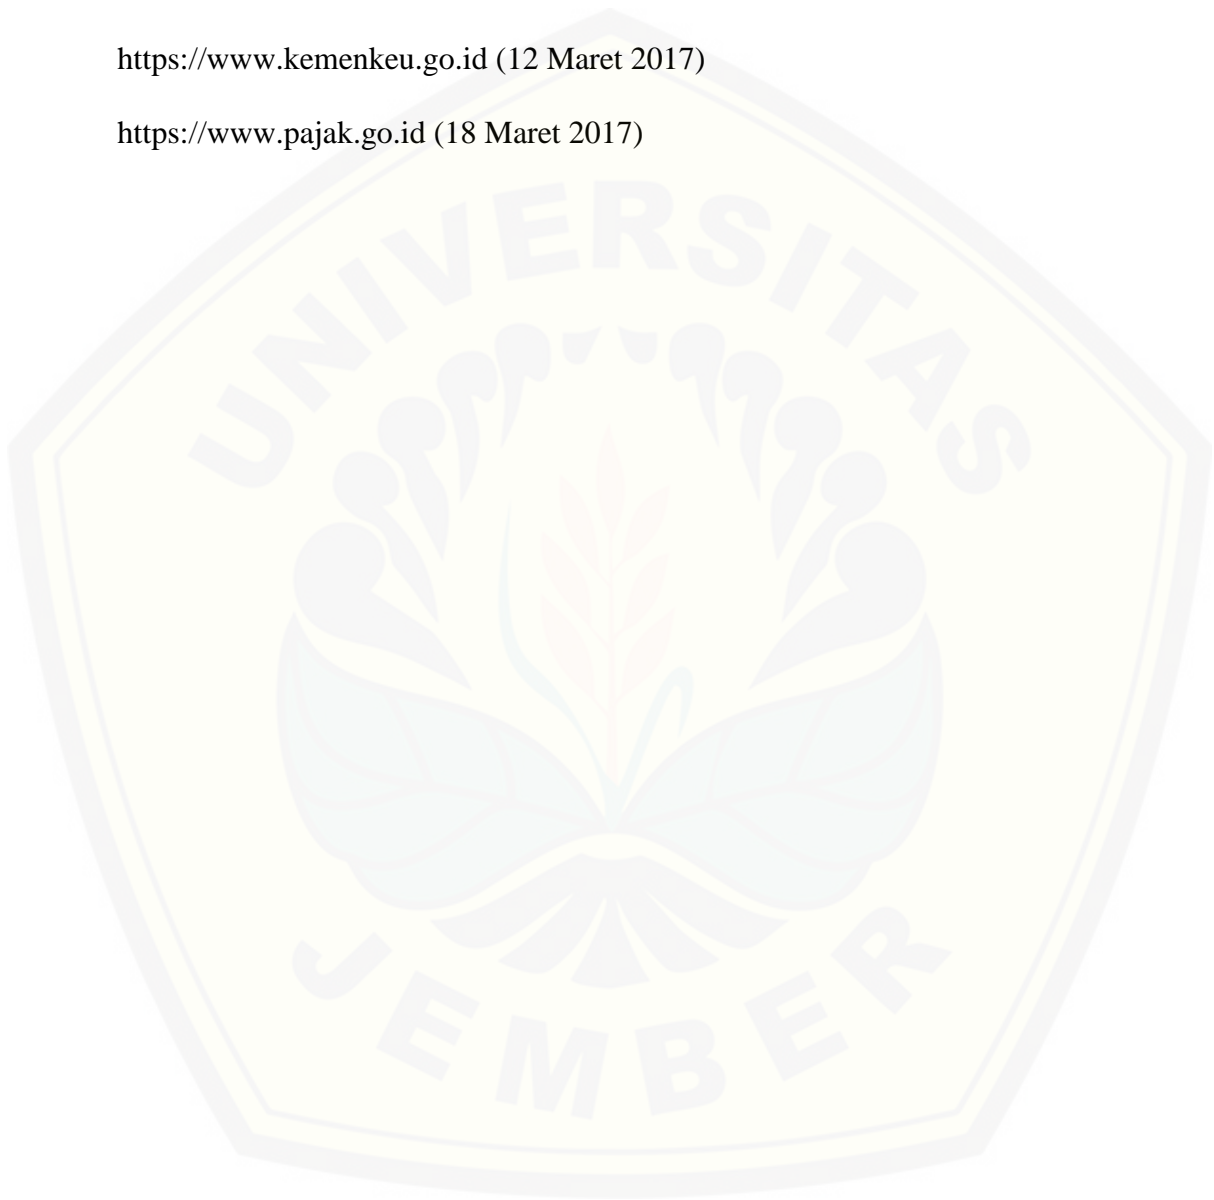 https://www.kemenkeu.go.id (12 Maret 2017)
https://www.pajak.go.id (18 Maret 2017)
UNIVERSITAS
JEMBER